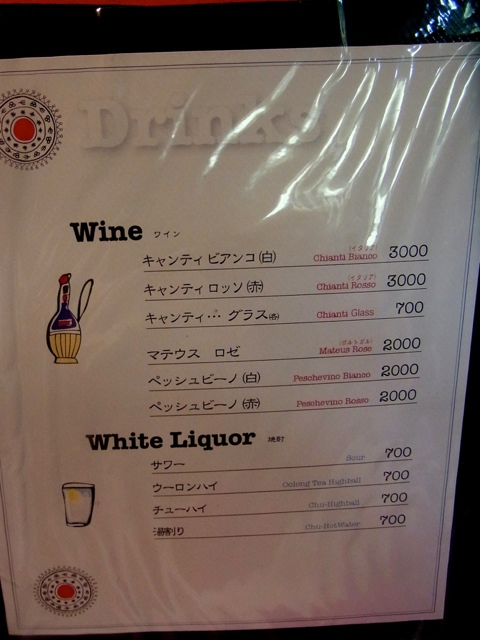 Drinks
Wine ワイン
キャンティ ビアンコ (白) (イタリア) Chianti Bianco 3000
キャンティ ロッソ (赤) (イタリア) Chianti Rosso 3000
キャンティ… グラス(各) Chianti Glass 700
マテウス ロゼ (ポルトガル) Mateus Rose 2000
ペッシュビーノ (白) Peschevino Bianco 2000
ペッシュビーノ (赤) Peschevino Rosso 2000
White Liquor 焼酎
サワー Sour 700
ウーロンハイ Oolong Tea Highball 700
チューハイ Chu-Highball 700
湯割り Chu-HotWater 700